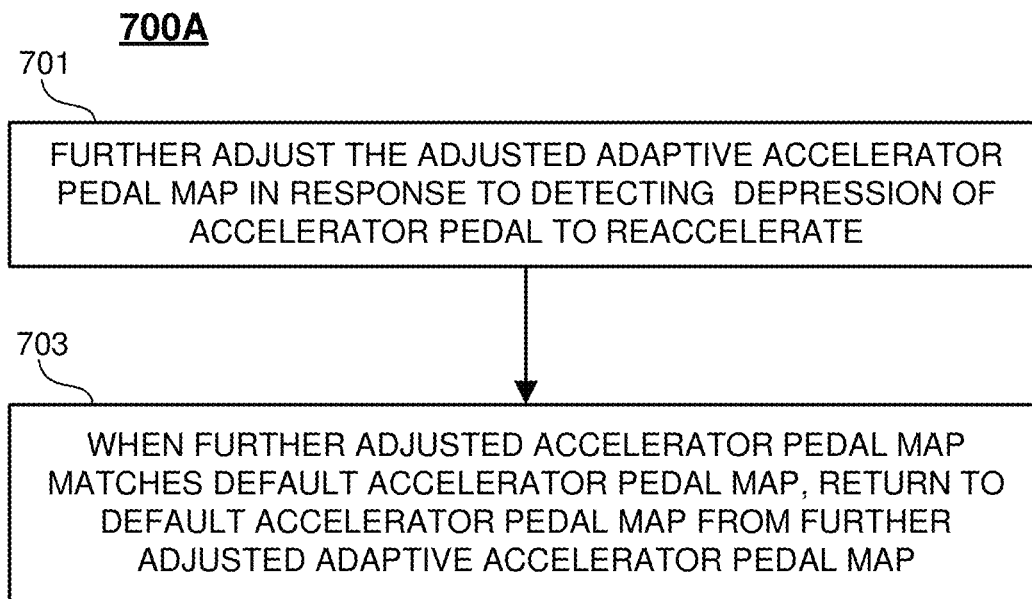 700A
701
FURTHER ADJUST THE ADJUSTED ADAPTIVE ACCELERATOR
PEDAL MAP IN RESPONSE TO DETECTING DEPRESSION OF
ACCELERATOR PEDAL TO REACCELERATE
703
WHEN FURTHER ADJUSTED ACCELERATOR PEDAL MAP
MATCHES DEFAULT ACCELERATOR PEDAL MAP, RETURN TO
DEFAULT ACCELERATOR PEDAL MAP FROM FURTHER
ADJUSTED ADAPTIVE ACCELERATOR PEDAL MAP